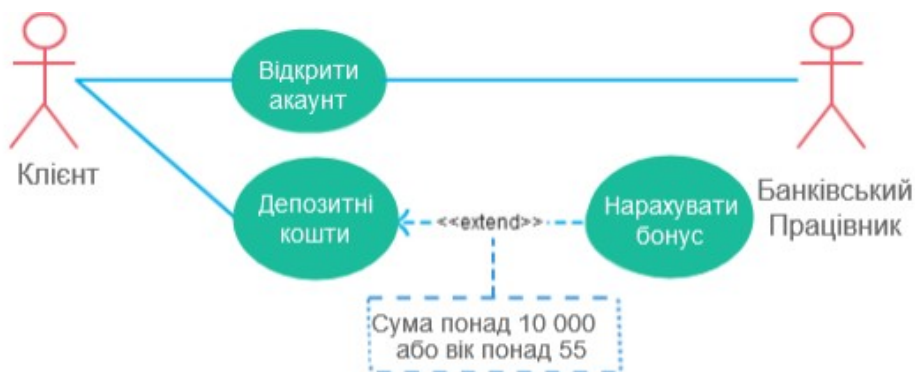 Відкрити
акаунт
Клієнт
Банківський
Працівник
Депозитні
кошти
<<extend>>
Нарахувати
бонус
Сума понад 10 000
або вік понад 55